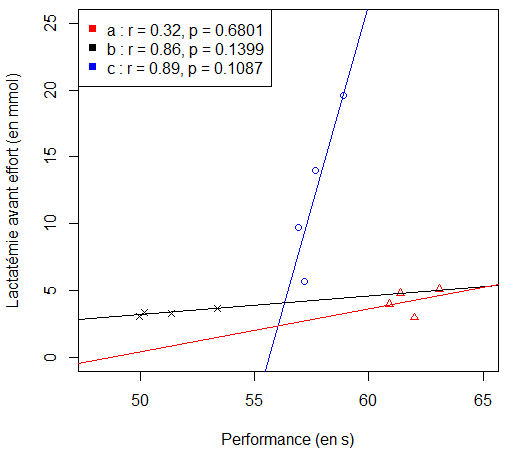 a : r = 0.32, p = 0.6801
b : r = 0.86, p = 0.1399
c : r = 0.89, p = 0.1087
Lactatémie avant effort (en mmol)
25
20
15
10
5
0
50 55 60 65
Performance (en s)